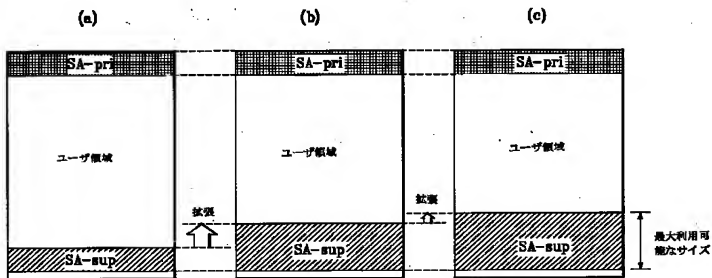 (a)
(b)
(c)
SA-pri
SA-pri
SA-pri
ユーザ領域
ユーザ領域
ユーザ領域
拡張
拡張
SA-sup
SA-sup
SA-sup
最大利用可
能なサイズ